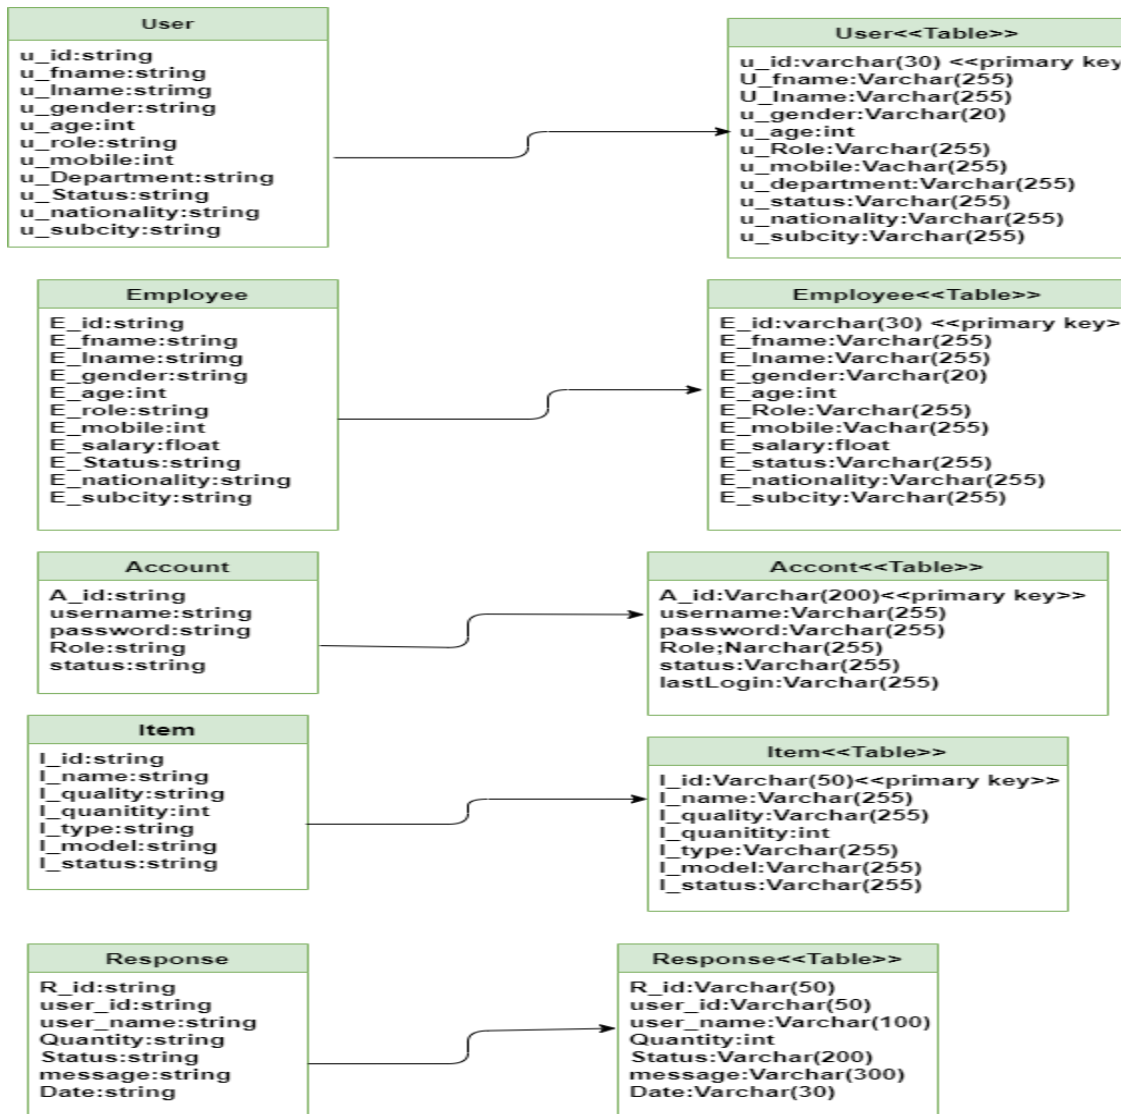 User
u_id:string
u_fname:string
u_lname:strimg
u_gender:string
u_age:int
u_role:string
u_mobile:int
u_Department:string
u_Status:string
u_nationality:string
u_subcity:string
User<<Table>>
u_id:varchar(30) <<primary key
U_fname:Varchar(255)
U_lname:Varchar(255)
u_gender:Varchar(20)
u_age:int
u_Role:Varchar(255)
u_mobile:Vachar(255)
u_department:Varchar(255)
u_status:Varchar(255)
u_nationality:Varchar(255)
u_subcity:Varchar(255)
Employee
E_id:string
E_fname:string
E_lname:strimg
E_gender:string
E_age:int
E_role:string
E_mobile:int
E_salary:float
E_Status:string
E_nationality:string
E_subcity:string
Employee<<Table>>
E_id:varchar(30) <<primary key>
E_fname:Varchar(255)
E_lname:Varchar(255)
E_gender:Varchar(20)
E_age:int
E_Role:Varchar(255)
E_mobile:Vachar(255)
E_salary:float
E_status:Varchar(255)
E_nationality:Varchar(255)
E_subcity:Varchar(255)
Account
A_id:string
username:string
password:string
Role:string
status:string
Accont<<Table>>
A_id:Varchar(200)<<primary key>>
username:Varchar(255)
password:Varchar(255)
Role;Narchar(255)
status:Varchar(255)
lastLogin:Varchar(255)
Item
I_id:string
I_name:string
I_quality:string
I_quanitity:int
I_type:string
I_model:string
I_status:string
Item<<Table>>
I_id:Varchar(50)<<primary key>>
I_name:Varchar(255)
I_quality:Varchar(255)
I_quanitity:int
I_type:Varchar(255)
I_model:Varchar(255)
I_status:Varchar(255)
Response
R_id:string
user_id:string
user_name:string
Quantity:string
Status:string
message:string
Date:string
Response<<Table>>
R_id:Varchar(50)
user_id:Varchar(50)
user_name:Varchar(100)
Quantity:int
Status:Varchar(200)
message:Varchar(300)
Date:Varchar(30)